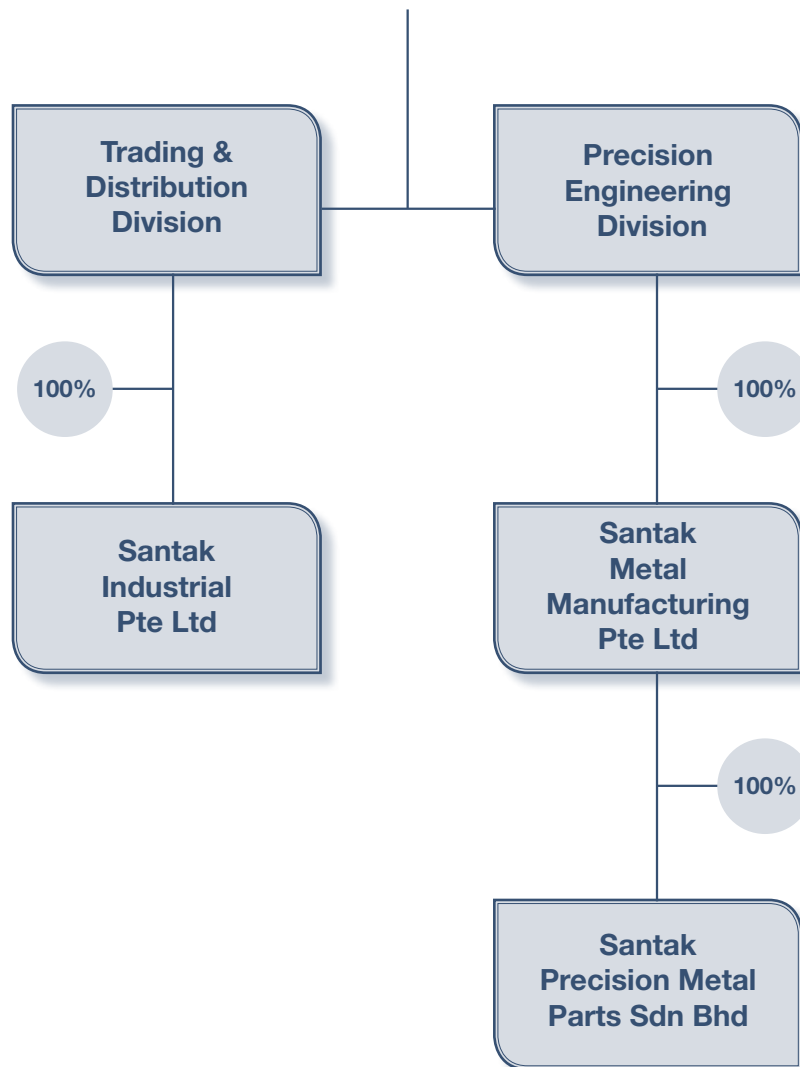 Trading &
Distribution
Division
Precision
Engineering
Division
100%
100%
Santak
Industrial
Pte Ltd
Santak
Metal
Manufacturing
Pte Ltd
100%
Santak
Precision Metal
Parts Sdn Bhd